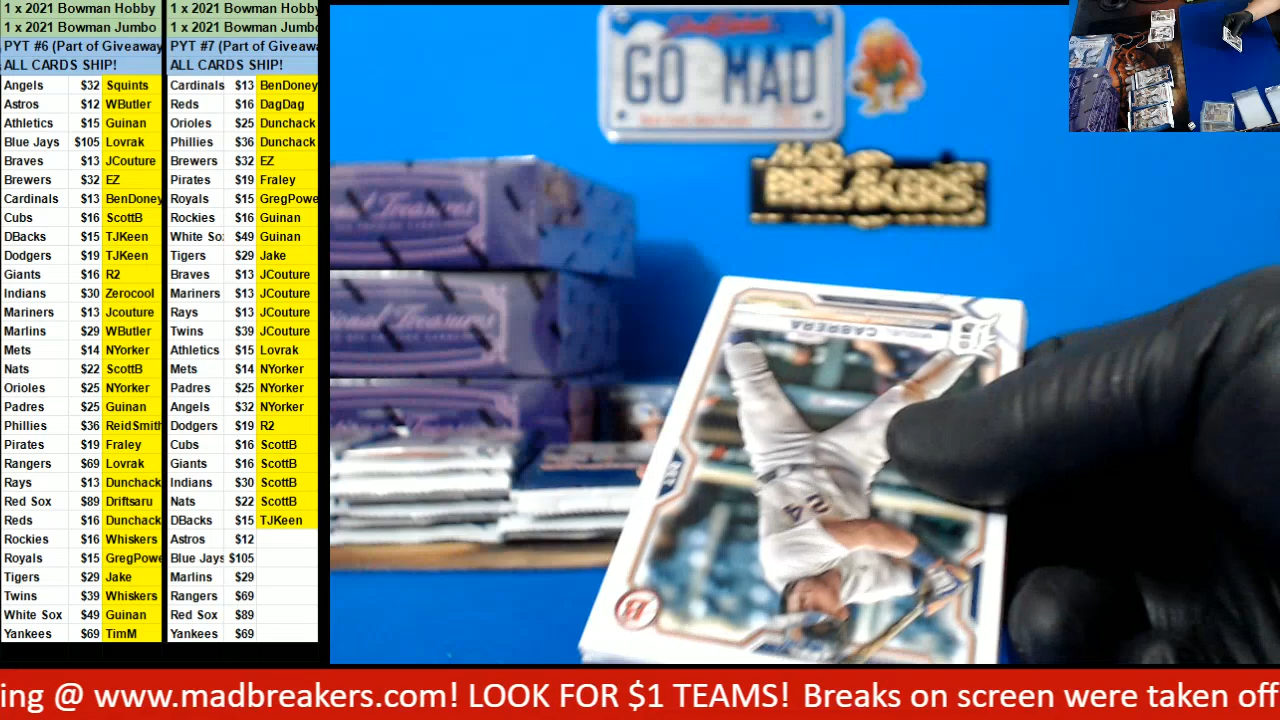 1 x 2021 Bowman Hobby
1 x 2021 Bowman Jumbo
PYT #6 (Part of Giveaway
ALL CARDS SHIP!
Angels $32 Squints
Astros $12 WButler
Athletics $15 Guinan
Blue Jays $105 Lovrak
Braves $13 JCouture
Brewers $32 EZ
Cardinals $13 BenDoney
Cubs $16 ScottB
DBacks $15 TJKeen
Dodgers $19 TJKeen
Giants $16 R2
Indians $30 Zerocool
Mariners $13 Jcouture
Marlins $29 WButler
Mets $14 NYorker
Nats $22 ScottB
Orioles $25 NYorker
Padres $25 Guinan
Phillies $36 ReidSmith
Pirates $19 Fraley
Rangers $69 Lovrak
Rays $13 Dunchack
Red Sox $89 Driftsaru
Reds $16 Dunchack
Rockies $16 Whiskers
Royals $15 GregPowe
Tigers $29 Jake
Twins $39 Whiskers
White Sox $49 Guinan
Yankees $69 TimM
1 x 2021 Bowman Hobby
1 x 2021 Bowman Jumbo
PYT #7 (Part of Giveawa
ALL CARDS SHIP!
Cardinals $13 BenDoney
Reds $16 DagDag
Orioles $25 Dunchack
Phillies $36 Dunchack
Brewers $32 EZ
Pirates $19 Fraley
Royals $15 GregPowe
Rockies $16 Guinan
White So $49 Guinan
Tigers $29 Jake
Braves $13 JCouture
Mariners $13 JCouture
Rays $13 JCouture
Twins $39 JCouture
Athletics $15 Lovrak
Mets $14 NYorker
Padres $25 NYorker
Angels $32 NYorker
Dodgers $19 R2
Cubs $16 ScottB
Giants $16 ScottB
Indians $30 ScottB
Nats $22 ScottB
DBacks $15 TJKeen
Astros $12
Blue Jays $105
Marlins $29
Rangers $69
Red Sox $89
Yankees $69
GO MAD
MAD
BREAKERS
Treasures
Treasures
CABRERA
24
B
ing @ www.madbreakers.com! LOOK FOR $1 TEAMS! Breaks on screen were taken off